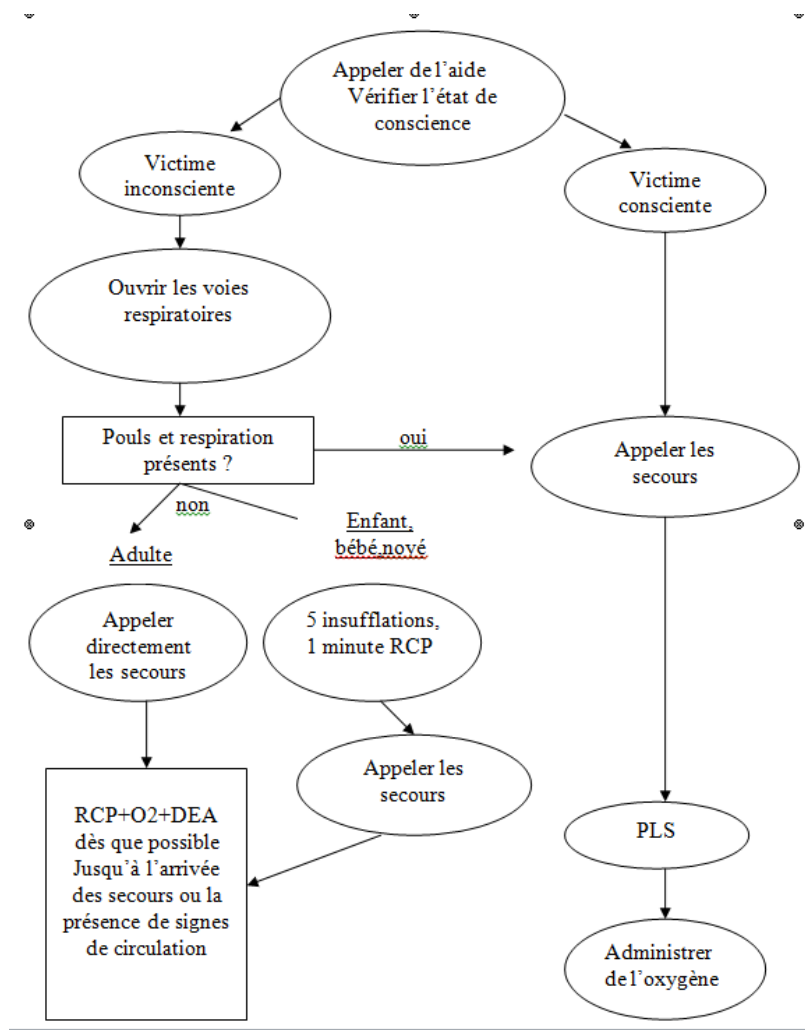 Appeler de l'aide
Vérifier l'état de
conscience
Victime
inconsciente
Victime
consciente
Ouvrir les voies
respiratoires
Pouls et respiration
présents ?
oui
Appeler les
secours
non
Enfant,
bébé,nové
Adulte
Appeler
directement
les secours
5 insufflations,
1 minute RCP
Appeler les
secours
RCP+O2+DEA
dès que possible
Jusqu'à l'arrivée
des secours ou la
présence de signes
de circulation
PLS
Administrer
de l'oxygène